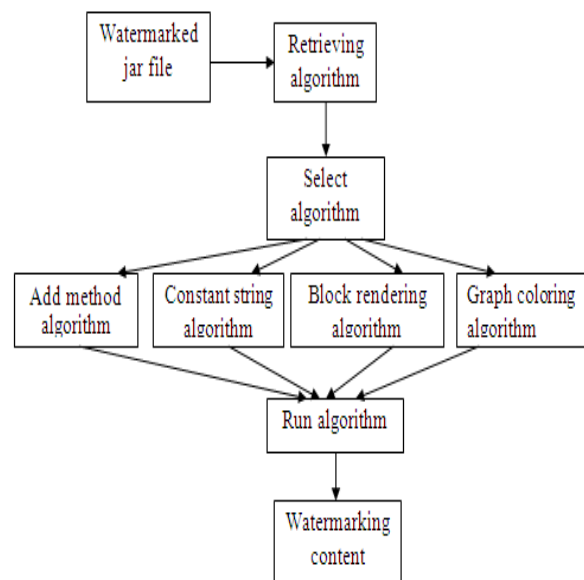 Watermarked
jar file
Retrieving
algorithm
Select
algorithm
Add method
algorithm
Constant string
algorithm
Block rendering
algorithm
Graph coloring
algorithm
Run algorithm
Watermarking
content